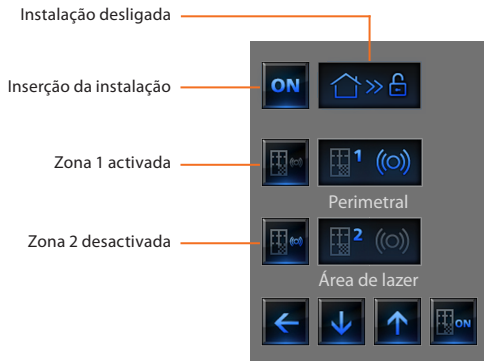 Instalação desligada
Inserção da instalação
ON
Zona 1 activada
1
Perimetral
Zona 2 desactivada
2
Área de lazer
ON